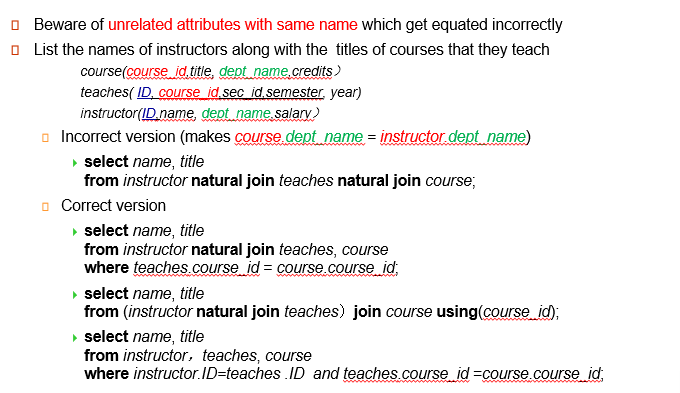 Beware of unrelated attributes with same name which get equated incorrectly
List the names of instructors along with the titles of courses that they teach
course(course_id,title, dept_name,credits）
teaches( ID, course_id,sec_id,semester, year)
instructor(ID,name, dept_name,salary）
Incorrect version (makes course.dept_name = instructor.dept_name)
select name, title
from instructor natural join teaches natural join course;
Correct version
select name, title
from instructor natural join teaches, course
where teaches.course_id = course.course_id;
select name, title
from (instructor natural join teaches）join course using(course_id);
select name, title
from instructor，teaches, course
where instructor.ID=teaches .ID and teaches.course_id =course.course_id;